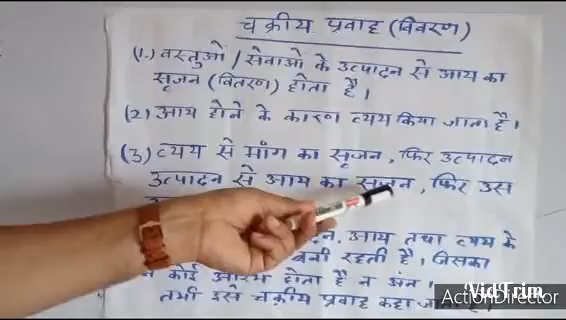 चक्रीय प्रवाह (विवरण)
(1.) वस्तुओं / सेवाओं के उत्पादन से आय का
सृजन (वितरण) होता है।
(2) आय होने के कारण व्यय किया जाता है।
(3) व्यय से माँग का सृजन, फिर उत्पादन
उत्पादन से आय का सृजन, फिर उस
आय तथा व्यय के
बनी रहती है। जिसका
कोई आरम्भ होता है न अंत।
तभी इसे चक्रीय प्रवाह कहा जाता है।
VidTrim
ActionDirector